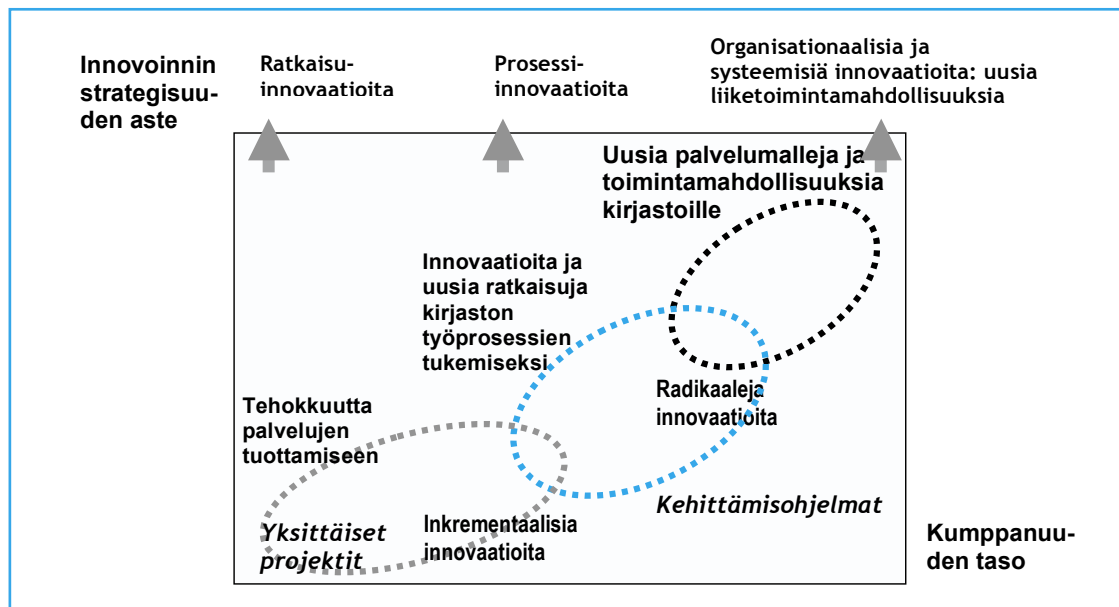 Innovoinnin
strategisuu-
den aste
Ratkaisu-
innovaatioita
Prosessi-
innovaatioita
Organisationaalisia ja
systeemisiä innovaatioita: uusia
liiketoimintamahdollisuuksia
Uusia palvelumalleja ja
toimintamahdollisuuksia
kirjastoille
Innovaatioita ja
uusia ratkaisuja
kirjaston
työprosessien
tukemiseksi
Radikaaleja
innovaatioita
Tehokkuutta
palvelujen
tuottamiseen
Yksittäiset
projektit
Inkrementaalisia
innovaatioita
Kehittämisohjelmat
Kumppanuu-
den taso